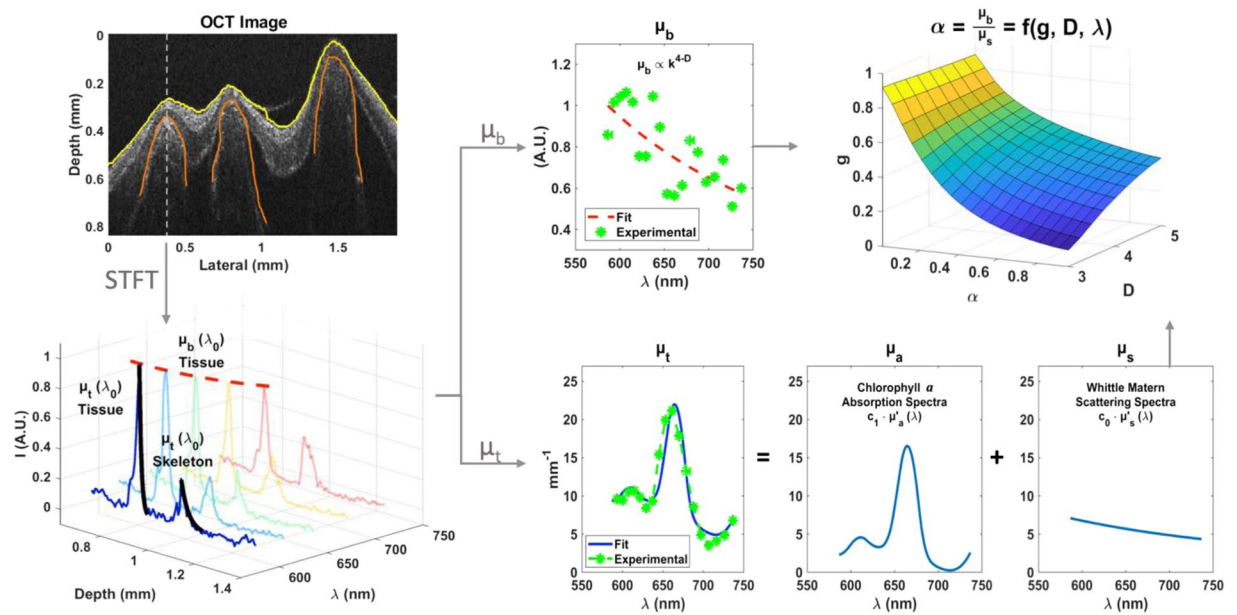 OCT Image
0
0.2
0.4
0.6
0.8
Depth (mm)
0 0.5 1 1.5
Lateral (mm)
STFT
μb (λ0)
Tissue
μt (λ0)
Tissue
μt (λ0)
Skeleton
1
0.8
0.6
0.4
0.2
0
I (A.U.)
0.8 1 1.2 1.4
Depth (mm)
600 650 700 750
λ (nm)
μb
μt
μb
μb ∝ k4-D
1
0.8
0.6
0.4
(A.U.)
Fit
Experimental
550 600 650 700 750
λ (nm)
α = μb/μs = f(g, D, λ)
1
0.8
0.6
0.4
0.2
0
g
0.2 0.4 0.6 0.8
α
3 4 5
D
μt
25
20
15
10
5
0
mm-1
Fit
Experimental
550 600 650 700 750
λ (nm)
=
μa
Chlorophyll a
Absorption Spectra
c1 · μ'a(λ)
25
20
15
10
5
0
550 600 650 700 750
λ (nm)
+
μs
Whittle Matern
Scattering Spectra
c0 · μ's(λ)
25
20
15
10
5
0
550 600 650 700 750
λ (nm)